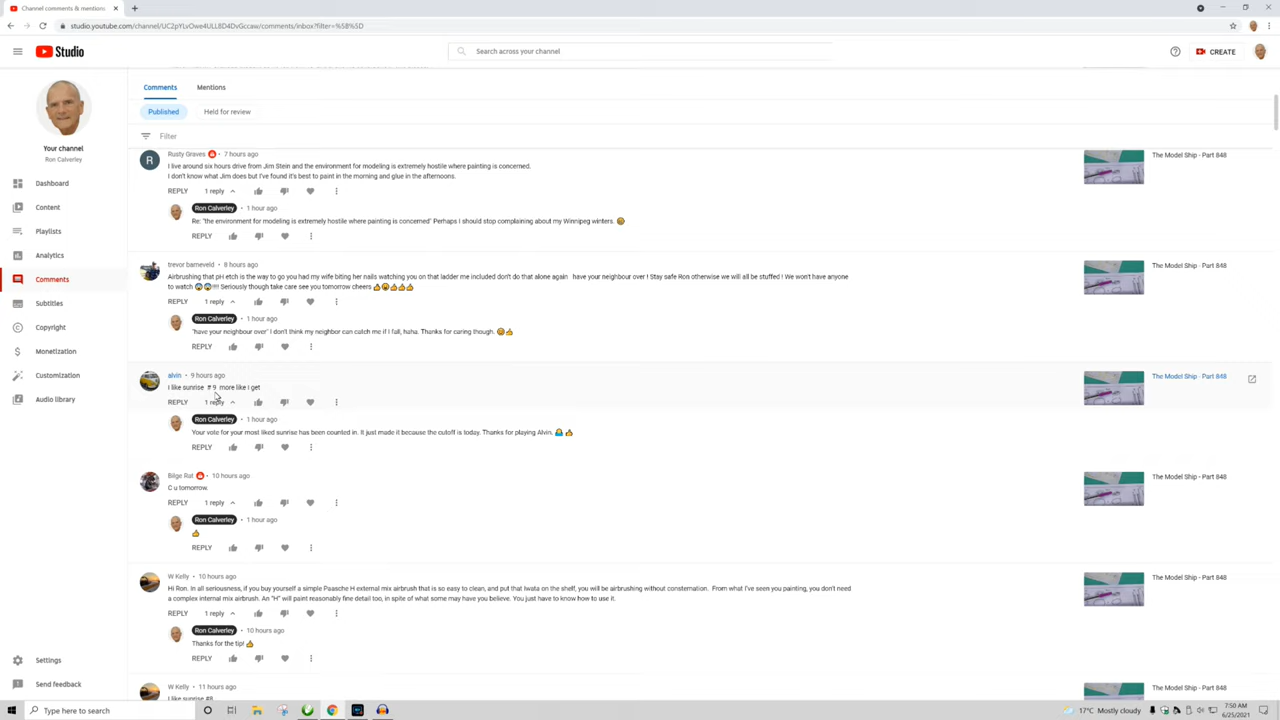 Channel comments & mentions
studio.youtube.com/channel/UC2pYLvOwe4ULL8D4DvGccaw/comments/inbox?filter=%5B%5D
Studio
Search across your channel
CREATE
Your channel
Ron Calverley
Dashboard
Content
Playlists
Analytics
Comments
Subtitles
Copyright
Monetization
Customization
Audio library
Settings
Send feedback
Comments Mentions
Published Held for review
Filter
Rusty Graves • 7 hours ago
I live around six hours drive from Jim Stein and the environment for modeling is extremely hostile where painting is concerned.
I don't know what Jim does but I've found it's best to paint in the morning and glue in the afternoons.
REPLY 1 reply
The Model Ship - Part 848
Ron Calverley • 1 hour ago
Re: "the environment for modeling is extremely hostile where painting is concerned" Perhaps I should stop complaining about my Winnipeg winters. 😄
REPLY
trevor barneveld • 8 hours ago
Airbrushing that pH etch is the way to go you had my wife biting her nails watching you on that ladder me included don't do that alone again have your neighbour over ! Stay safe Ron otherwise we will all be stuffed ! We won't have anyone
to watch 😨😨!!!! Seriously though take care see you tomorrow cheers 👍😀👍👍👍
REPLY 1 reply
The Model Ship - Part 848
Ron Calverley • 1 hour ago
"have your neighbour over" I don't think my neighbor can catch me if I fall, haha. Thanks for caring though. 😄👍
REPLY
alvin • 9 hours ago
I like sunrise # 9 more like i get
REPLY 1 reply
The Model Ship - Part 848
Ron Calverley • 1 hour ago
Your vote for your most liked sunrise has been counted in. It just made it because the cutoff is today. Thanks for playing Alvin. 🤷 👍
REPLY
Bilge Rat • 10 hours ago
C u tomorrow.
REPLY 1 reply
The Model Ship - Part 848
Ron Calverley • 1 hour ago
👍
REPLY
W Kelly • 10 hours ago
Hi Ron. In all seriousness, if you buy yourself a simple Paasche H external mix airbrush that is so easy to clean, and put that Iwata on the shelf, you will be airbrushing without consternation. From what I've seen you painting, you don't need
a complex internal mix airbrush. An "H" will paint reasonably fine detail too, in spite of what some may have you believe. You just have to know how to use it.
REPLY 1 reply
The Model Ship - Part 848
Ron Calverley • 10 hours ago
Thanks for the tip! 👍
REPLY
W Kelly • 11 hours ago
I like sunrise #8
The Model Ship - Part 848
Type here to search
17°C Mostly cloudy
7:50 AM
6/25/2021